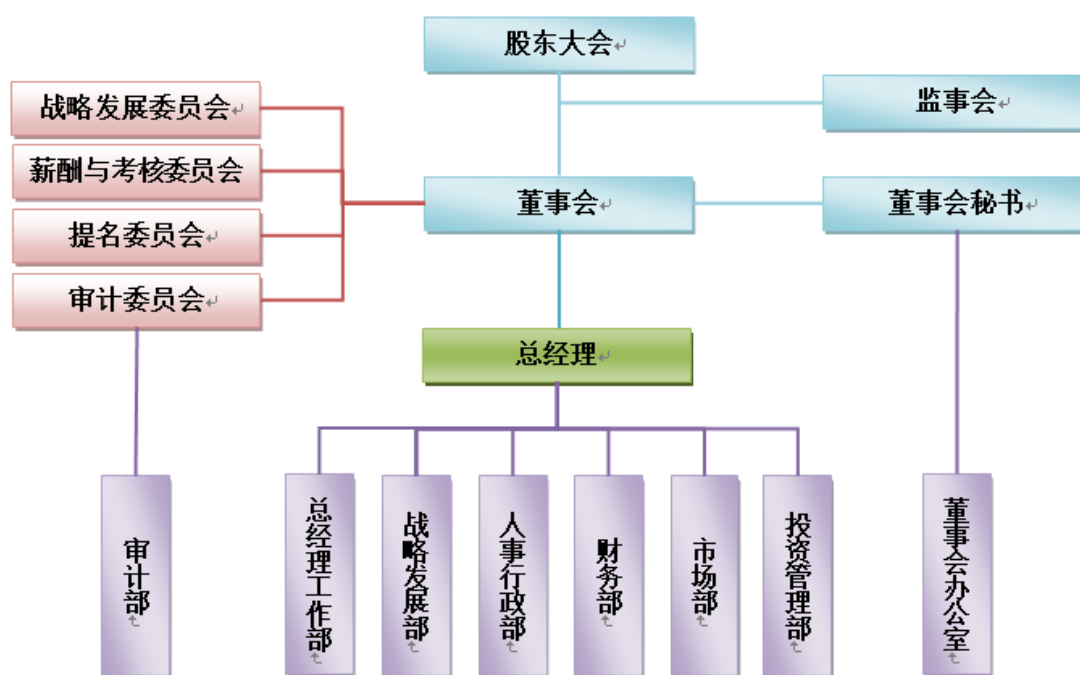 股东大会
战略发展委员会
监事会
薪酬与考核委员会
董事会
董事会秘书
提名委员会
审计委员会
总经理
审计部
总经理工作部
战略发展部
人事行政部
财务部
市场部
投资管理部
董事会办公室